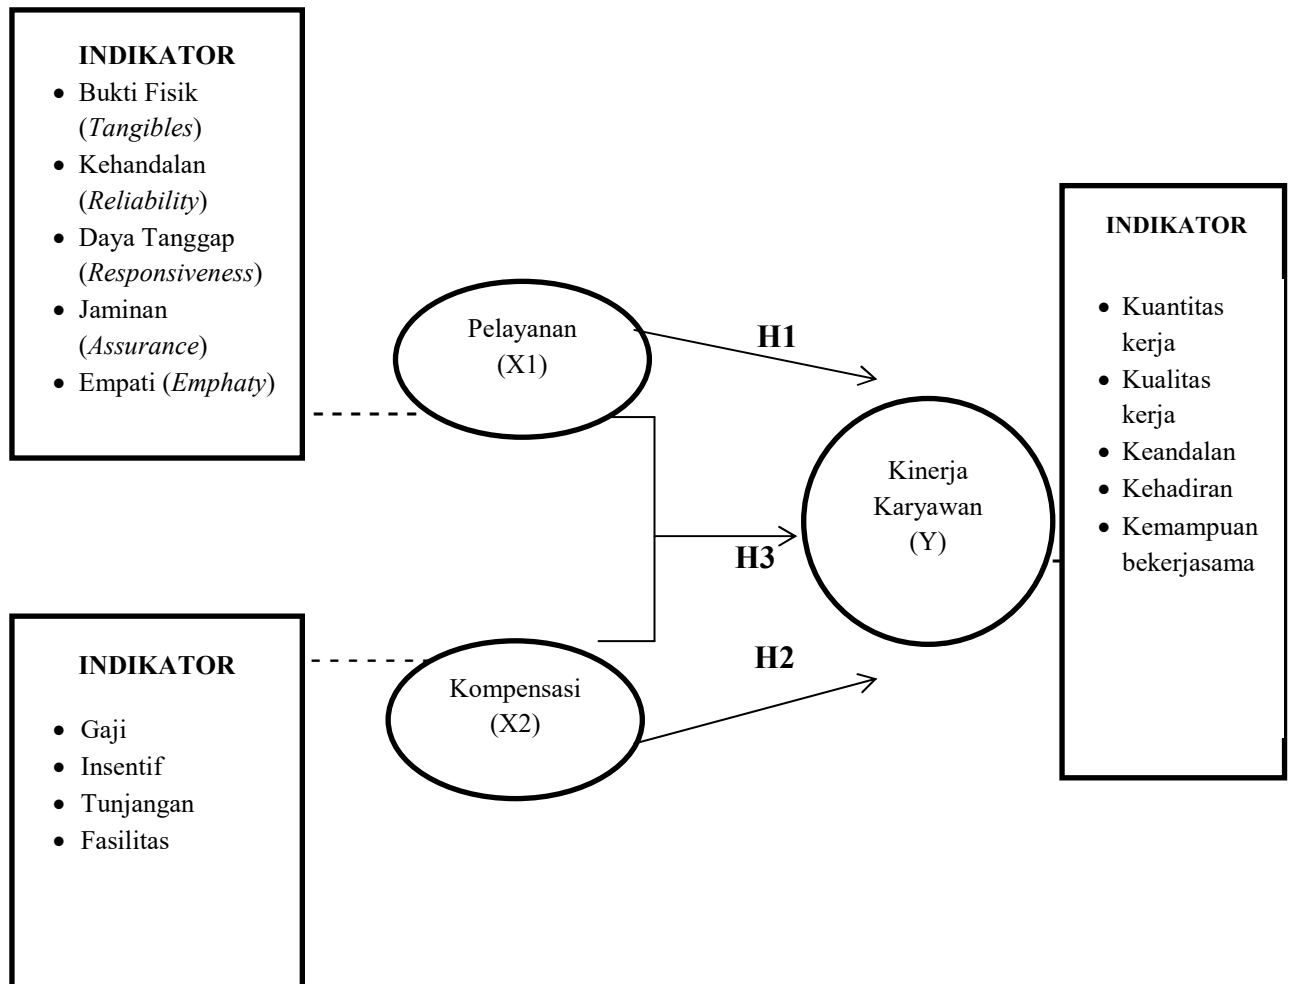 INDIKATOR
• Bukti Fisik
(Tangibles)
• Kehandalan
(Reliability)
• Daya Tanggap
(Responsiveness)
• Jaminan
(Assurance)
• Empati (Emphaty)
Pelayanan
(X1)
H1
INDIKATOR
• Kuantitas
kerja
• Kualitas
kerja
• Keandalan
• Kehadiran
• Kemampuan
bekerjasama
Kinerja
Karyawan
(Y)
H3
INDIKATOR
• Gaji
• Insentif
• Tunjangan
• Fasilitas
Kompensasi
(X2)
H2